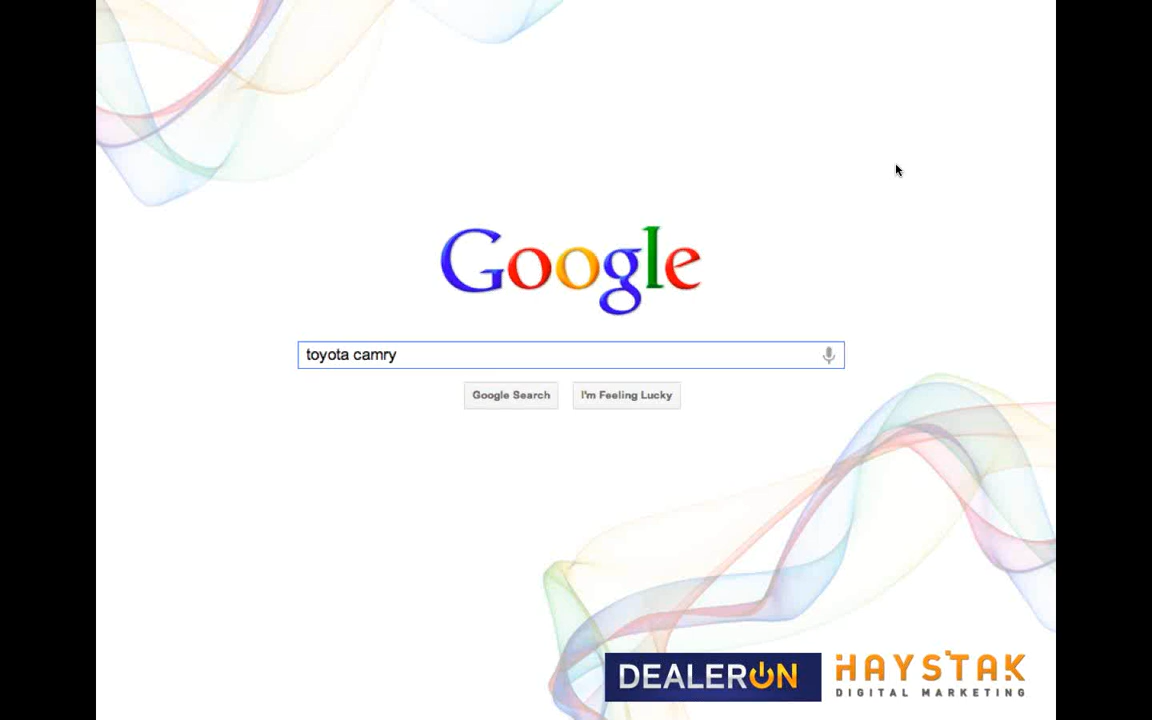 Google
toyota camry
Google Search I'm Feeling Lucky
DEALERON HAYSTAK
DIGITAL MARKETING